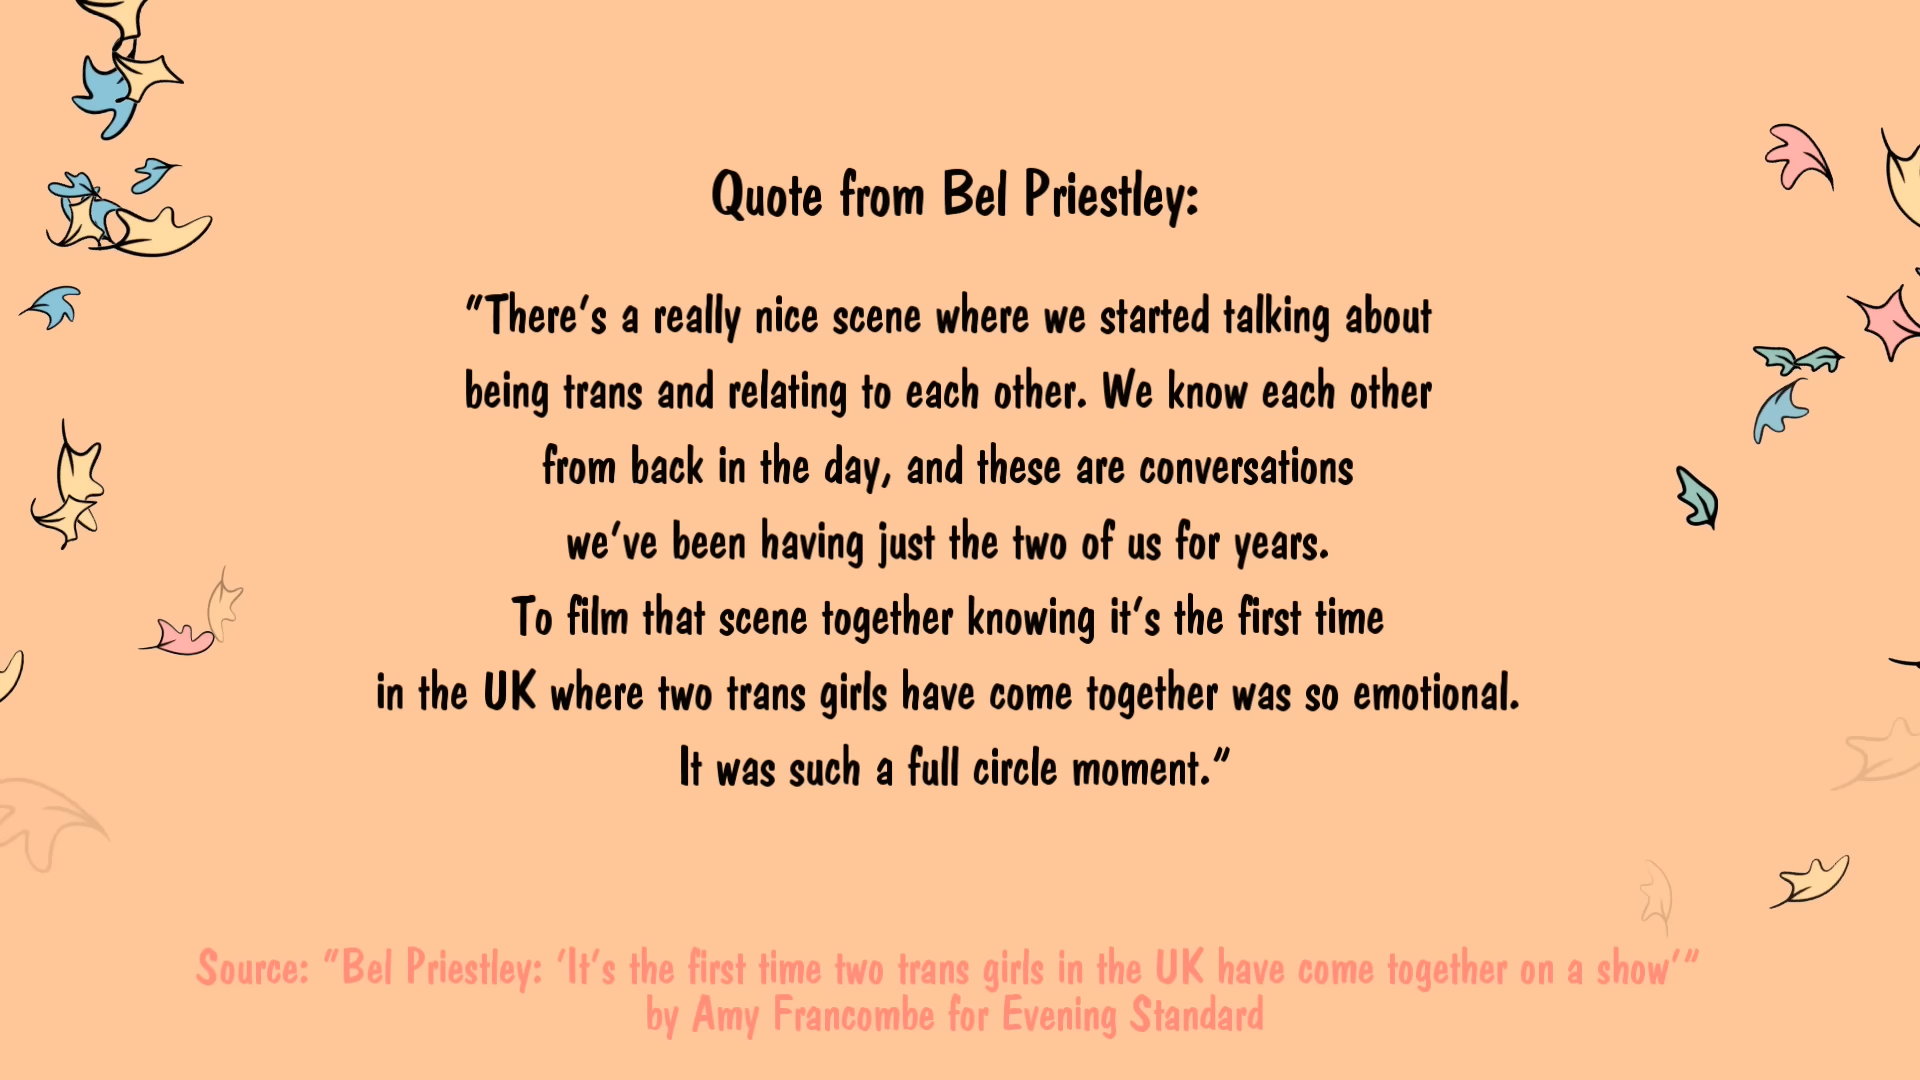 Quote from Bel Priestley:
"There's a really nice scene where we started talking about
being trans and relating to each other. We know each other
from back in the day, and these are conversations
we've been having just the two of us for years.
To film that scene together knowing it's the first time
in the UK where two trans girls have come together was so emotional.
It was such a full circle moment."
Source: "Bel Priestley: 'It's the first time two trans girls in the UK have come together on a show'"
by Amy Francombe for Evening Standard